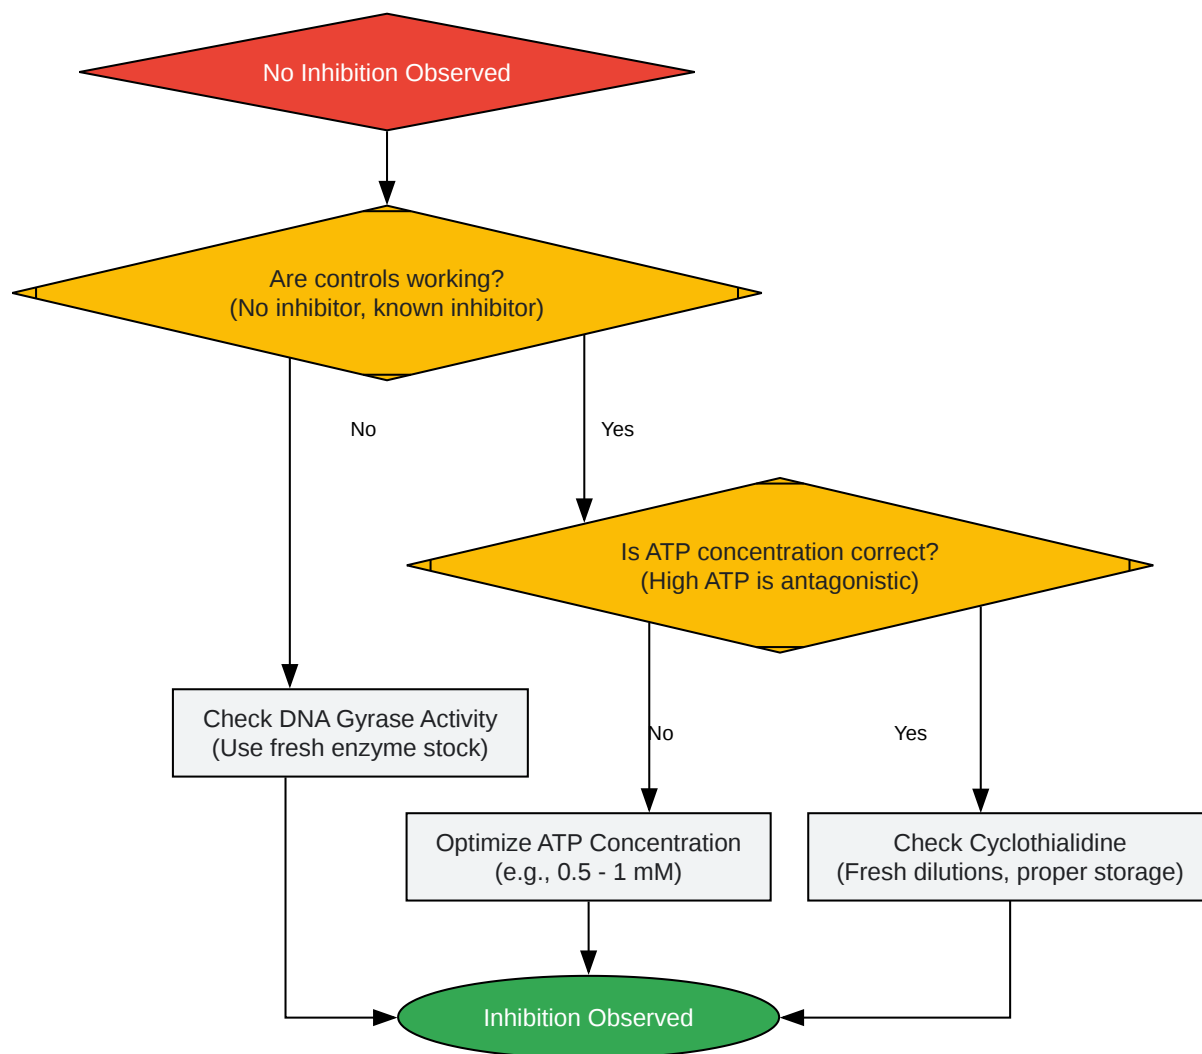 No Inhibition Observed
Are controls working?
(No inhibitor, known inhibitor)
No
Yes
Is ATP concentration correct?
(High ATP is antagonistic)
Check DNA Gyrase Activity
(Use fresh enzyme stock)
No
Yes
Optimize ATP Concentration
(e.g., 0.5 - 1 mM)
Check Cyclothialidine
(Fresh dilutions, proper storage)
Inhibition Observed